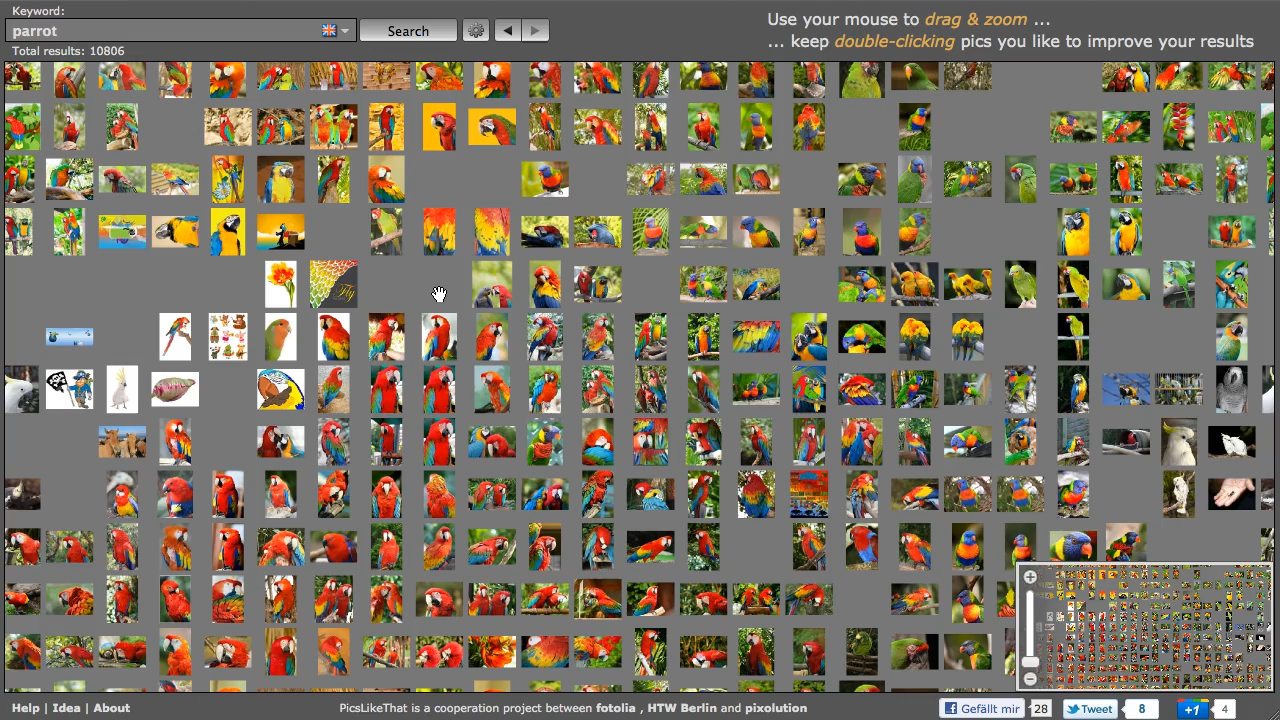 Keyword:
parrot
Search
Total results: 10806
Use your mouse to drag & zoom ...
... keep double-clicking pics you like to improve your results
Fly
Help | Idea | About
PicsLikeThat is a cooperation project between fotolia , HTW Berlin and pixolution
Gefällt mir 28
Tweet 8
+1 4